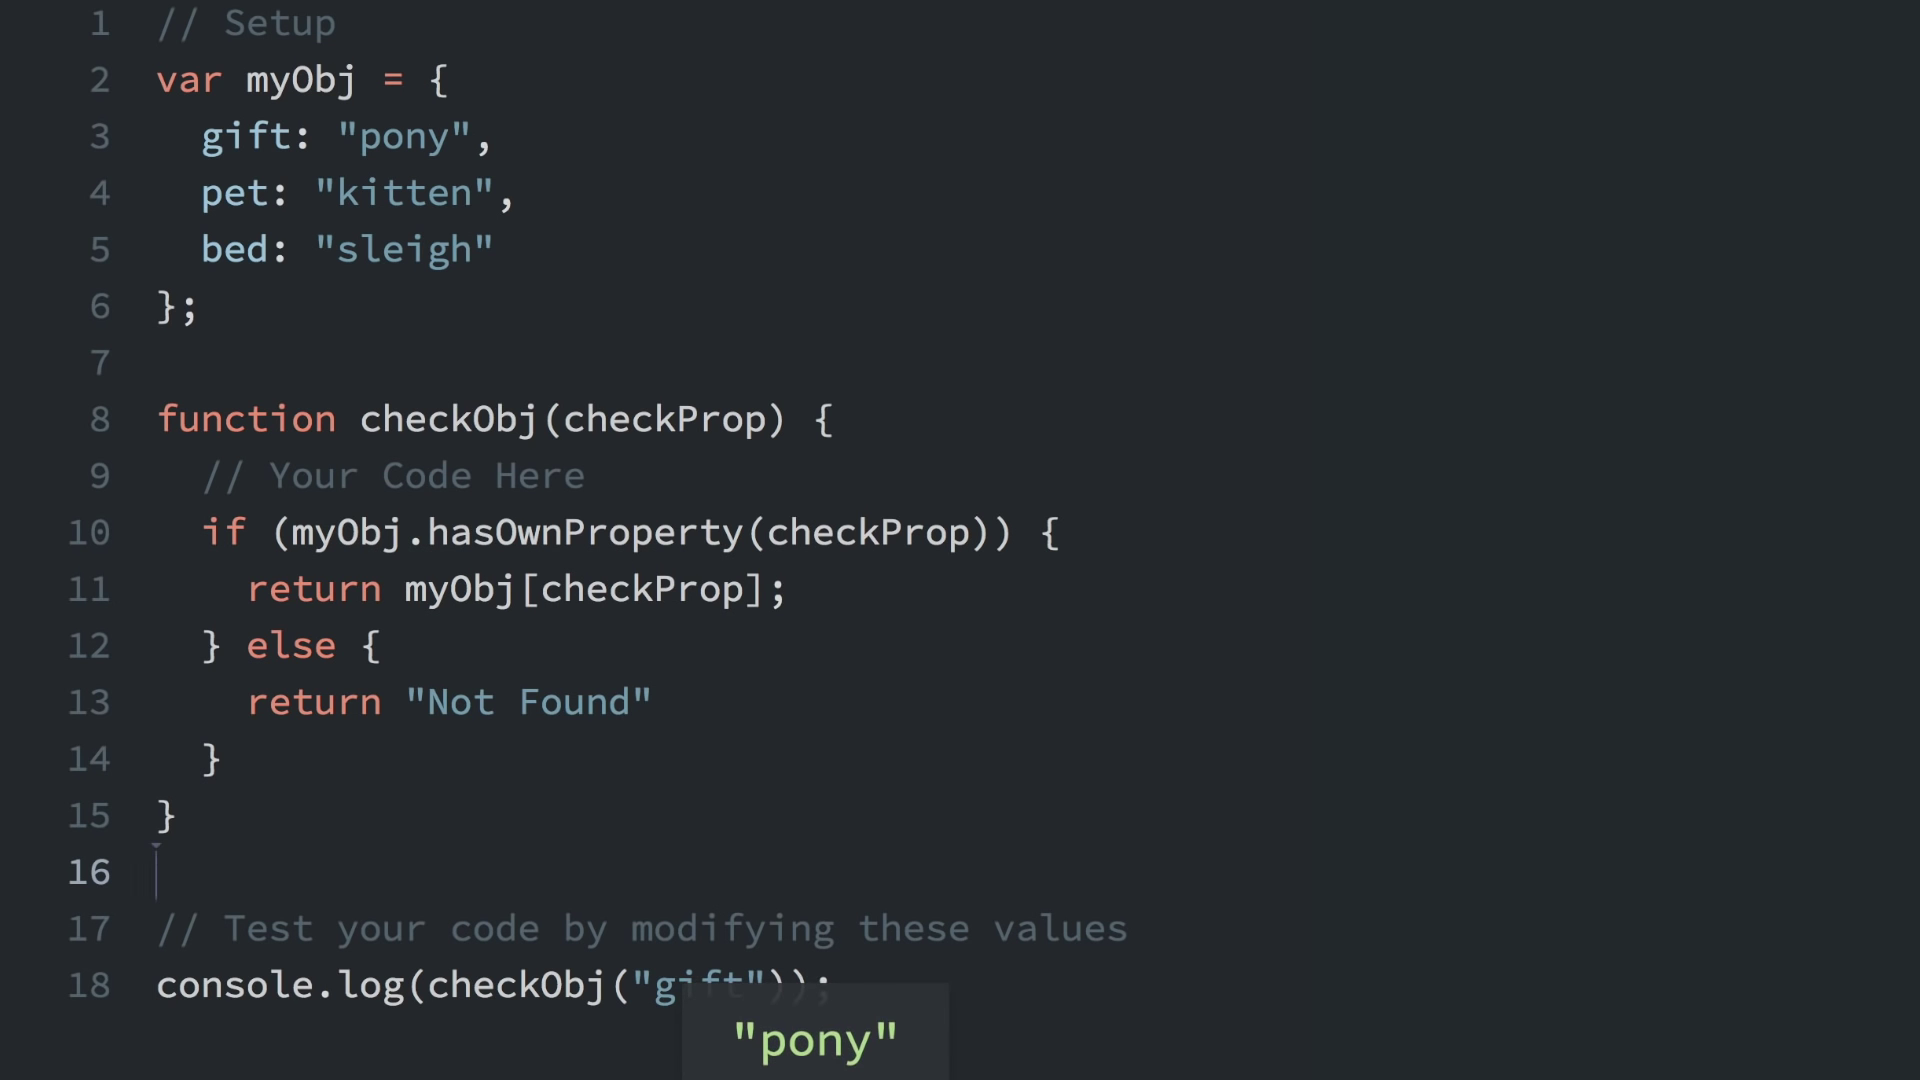 1 // Setup
2 var myObj = {
3 gift: "pony",
4 pet: "kitten",
5 bed: "sleigh"
6 };
7
8 function checkObj(checkProp) {
9 // Your Code Here
10 if (myObj.hasOwnProperty(checkProp)) {
11 return myObj[checkProp];
12 } else {
13 return "Not Found"
14 }
15 }
16
17 // Test your code by modifying these values
18 console.log(checkObj("gift"));
"pony"